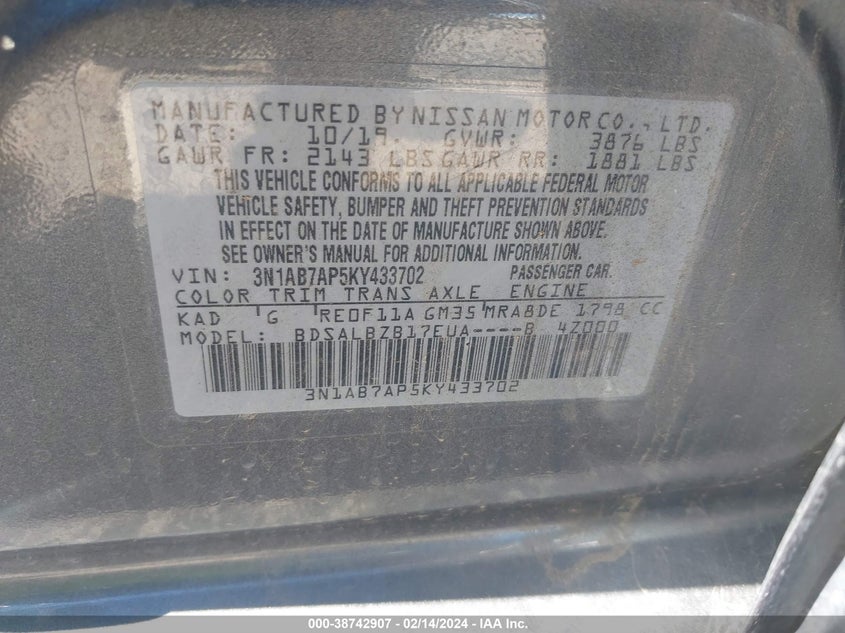 MANUFACTURED BY NISSAN MOTOR CO., LTD.
DATE: 10/19. GVWR: 3876 LBS
GAWR FR: 2143 LBS GAWR RR: 1881 LBS
THIS VEHICLE CONFORMS TO ALL APPLICABLE FEDERAL MOTOR
VEHICLE SAFETY, BUMPER AND THEFT PREVENTION STANDARDS
IN EFFECT ON THE DATE OF MANUFACTURE SHOWN ABOVE.
SEE OWNER'S MANUAL FOR ADDITIONAL INFORMATION.
VIN: 3N1AB7AP5KY433702 PASSENGER CAR.
COLOR TRIM TRANS AXLE ENGINE
KAD G RE0F11A GM35 MRA8DE 1798 CC
MODEL: BDSALBZB17EUA----B 4Z000
3N1AB7AP5KY433702
000-38742907 - 02/14/2024 - IAA Inc.